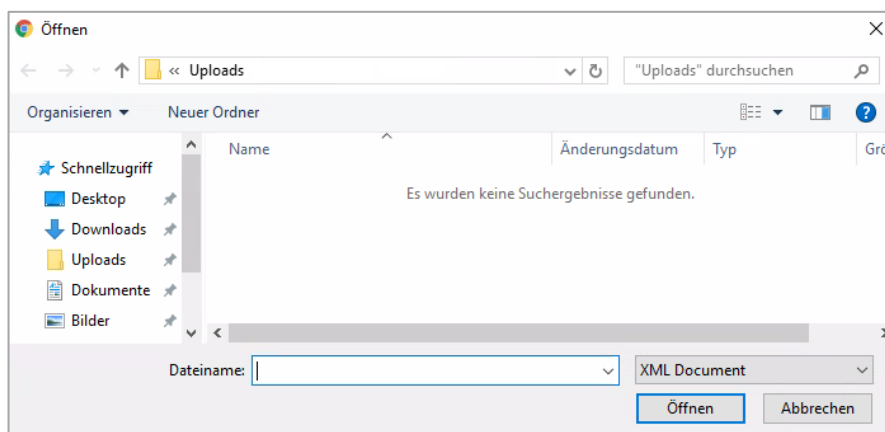 Öffnen
« Uploads
"Uploads" durchsuchen
Organisieren
Neuer Ordner
Name
Änderungsdatum
Typ
Grö
Schnellzugriff
Desktop
Downloads
Uploads
Dokumente
Bilder
Es wurden keine Suchergebnisse gefunden.
Dateiname:
XML Document
Öffnen
Abbrechen